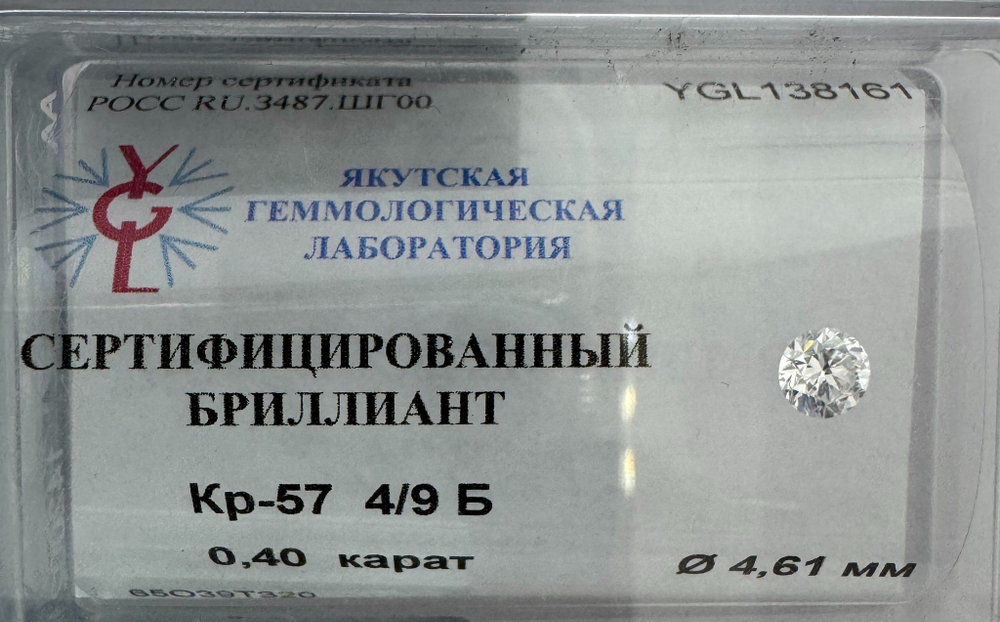 Номер сертификата
РОСС RU.3487.ШГ00
YGL138161
YGL
ЯКУТСКАЯ
ГЕММОЛОГИЧЕСКАЯ
ЛАБОРАТОРИЯ
СЕРТИФИЦИРОВАННЫЙ
БРИЛЛИАНТ
Кр-57 4/9 Б
0,40 карат
Ø 4,61 мм